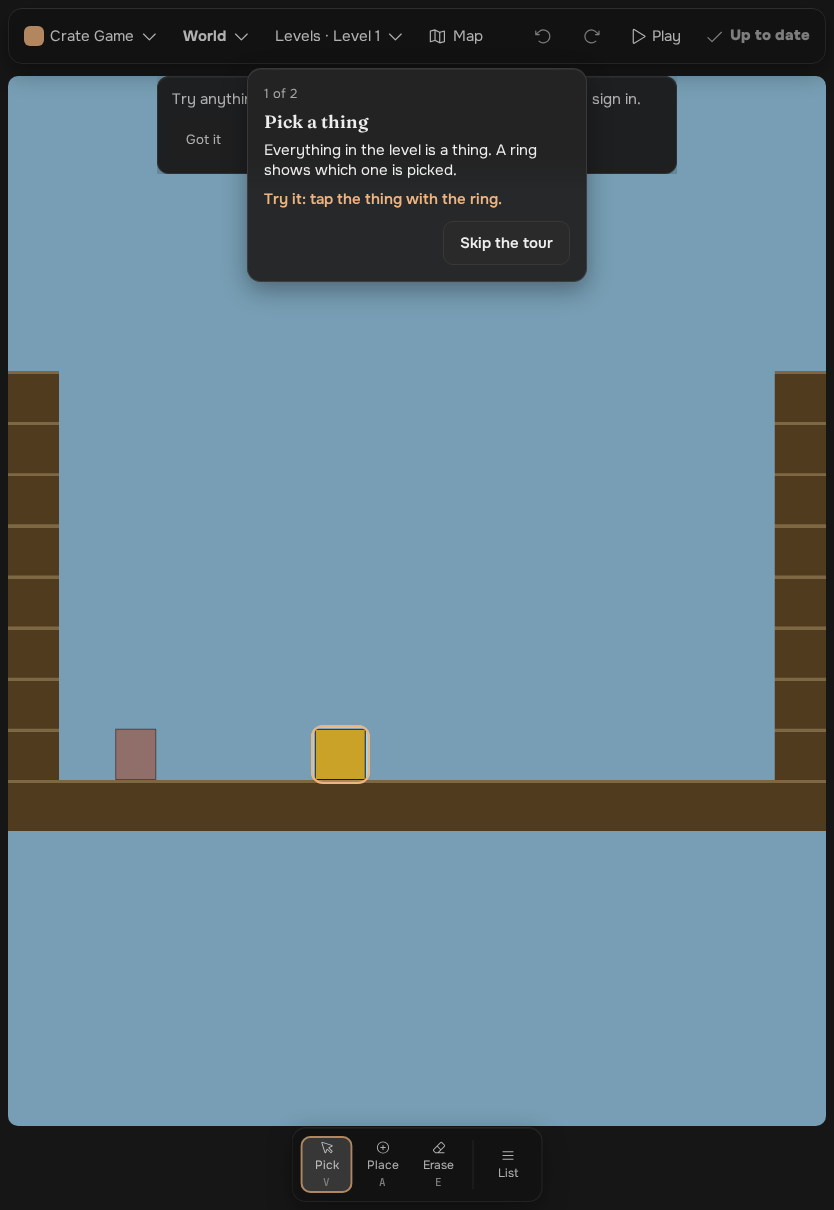 Crate Game World Levels · Level 1 Map Play Up to date
1 of 2
Try anythin sign in.
Pick a thing
Got it
Everything in the level is a thing. A ring
shows which one is picked.
Try it: tap the thing with the ring.
Skip the tour
Pick Place Erase List
V A E